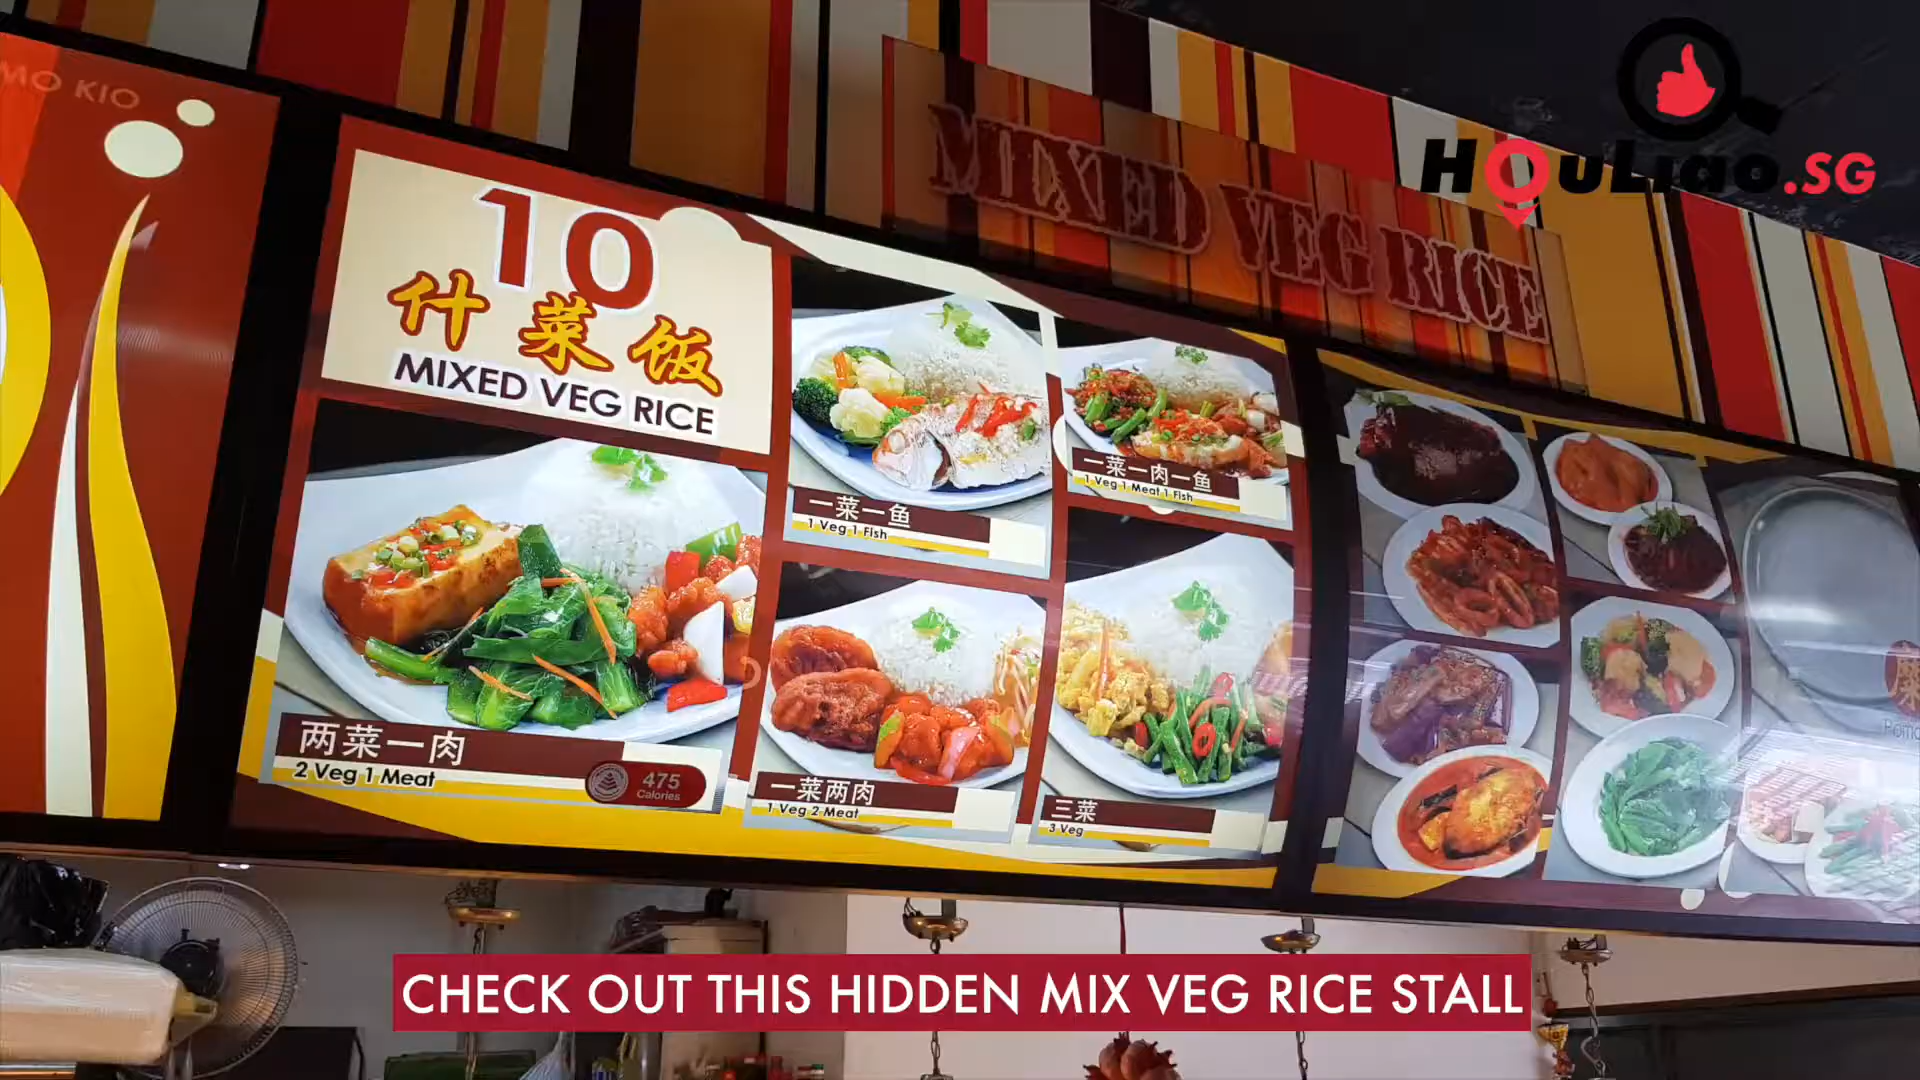 MO KIO
10
什菜饭
MIXED VEG RICE
MIXED VEG RICE
HOULIAO.SG
一菜一鱼
1 Veg 1 Fish
一菜一肉一鱼
1 Veg 1 Meat 1 Fish
两菜一肉
2 Veg 1 Meat
475
Calories
一菜两肉
1 Veg 2 Meat
三菜
3 Veg
CHECK OUT THIS HIDDEN MIX VEG RICE STALL